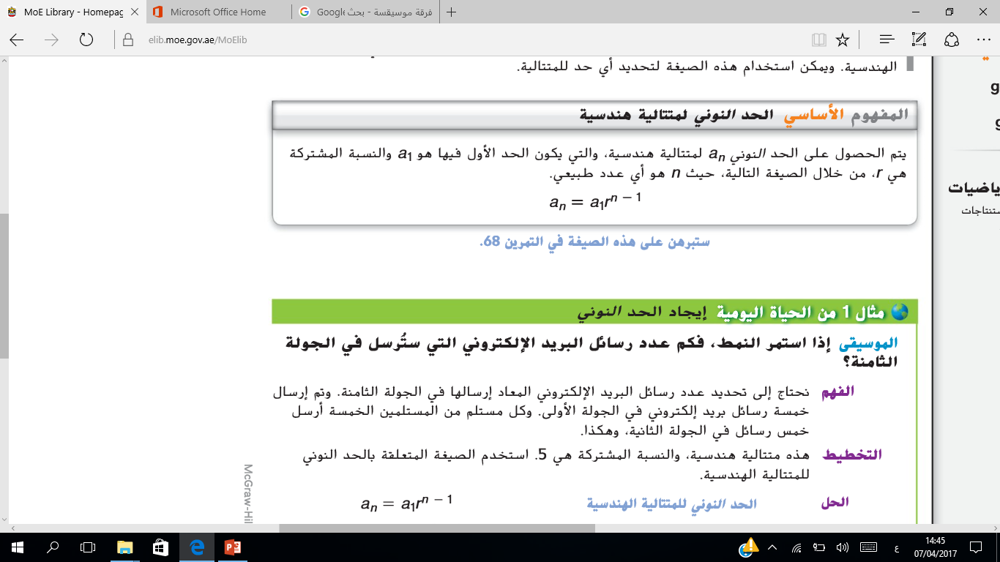 MoE Library - Homepag
Microsoft Office Home
فرقة موسيقسة - بحث Googl
elib.moe.gov.ae/MoElib
الهندسية. ويمكن استخدام هذه الصيغة لتحديد أي حد للمتتالية.
المفهوم الأساسي الحد النوني لمتتالية هندسية
يتم الحصول على الحد النوني aₙ لمتتالية هندسية، والتي يكون الحد الأول فيها هو a₁ والنسبة المشتركة
هي r، من خلال الصيغة التالية، حيث n هو أي عدد طبيعي.
aₙ = a₁rⁿ⁻¹
ستبرهن على هذه الصيغة في التمرين 68.
مثال 1 من الحياة اليومية إيجاد الحد النوني
الموسيقى إذا استمر النمط، فكم عدد رسائل البريد الإلكتروني التي ستُرسل في الجولة
الثامنة؟
الفهم نحتاج إلى تحديد عدد رسائل البريد الإلكتروني المعاد إرسالها في الجولة الثامنة. وتم إرسال
خمسة رسائل بريد إلكتروني في الجولة الأولى. وكل مستلم من المستلمين الخمسة أرسل
خمس رسائل في الجولة الثانية، وهكذا.
التخطيط هذه متتالية هندسية، والنسبة المشتركة هي 5. استخدم الصيغة المتعلقة بالحد النوني
للمتتالية الهندسية.
الحل الحد النوني للمتتالية الهندسية aₙ = a₁rⁿ⁻¹
McGraw-Hil
g
ياضيات
ستنتاجات
ع
14:45
07/04/2017